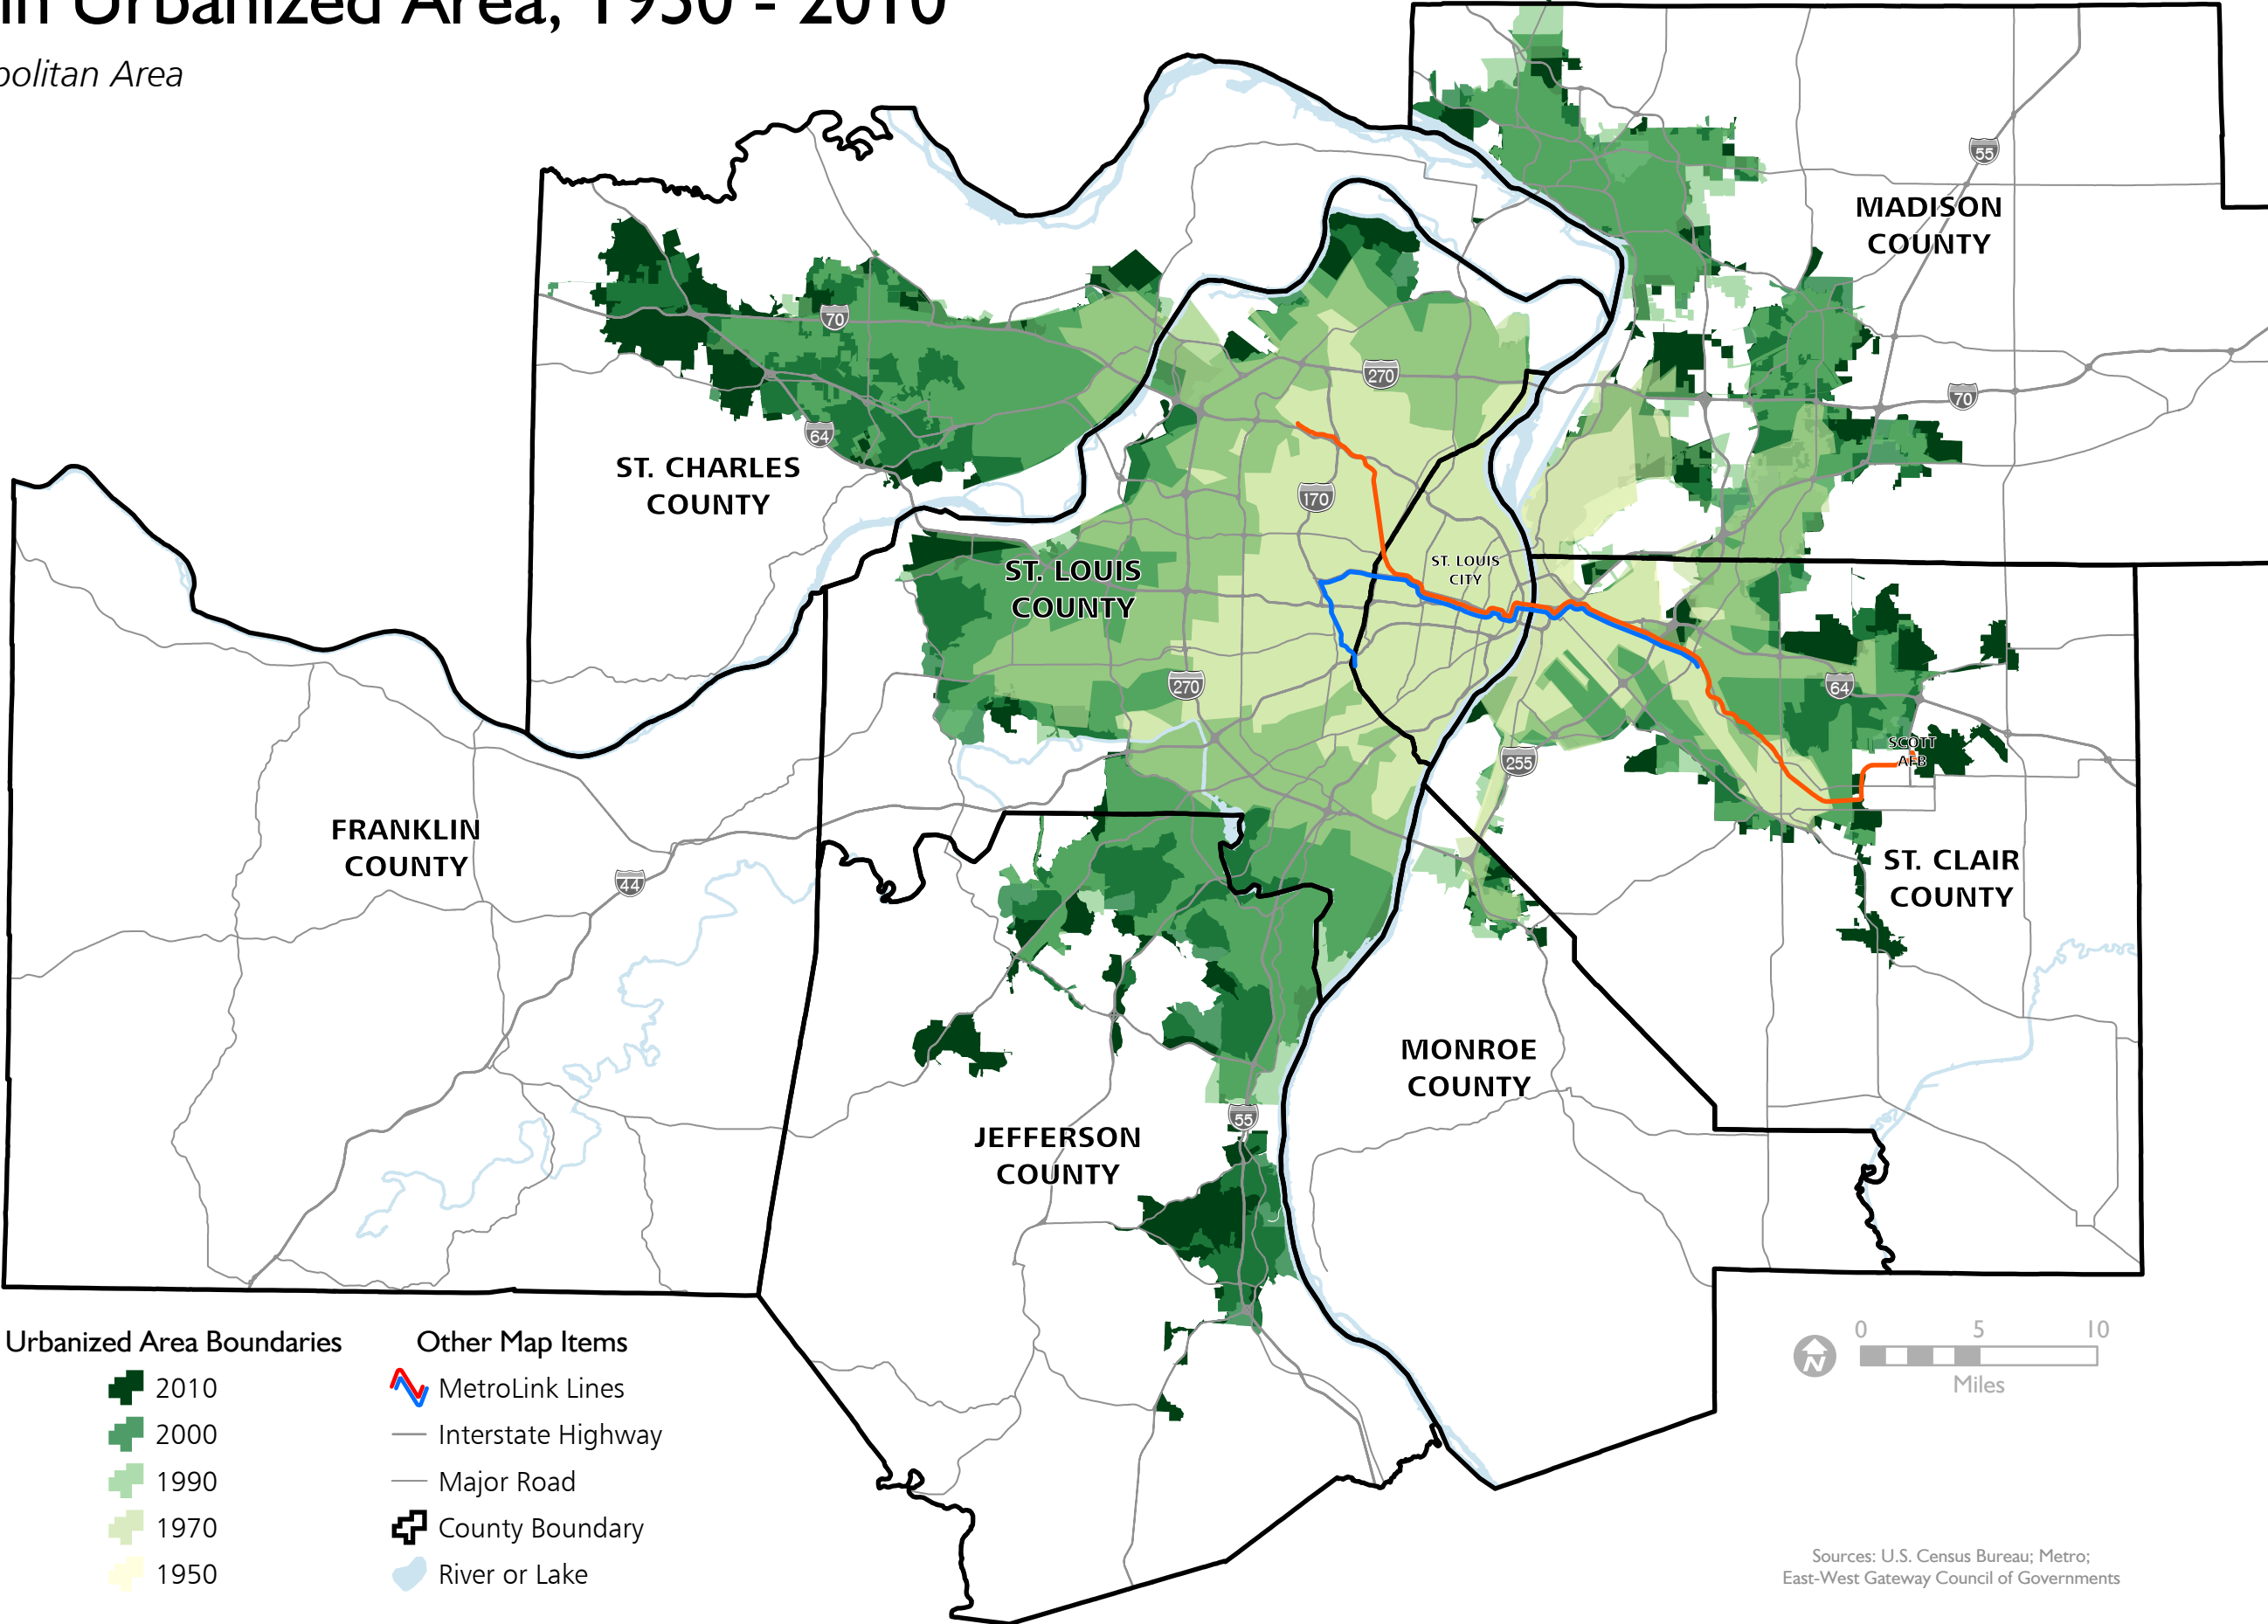 in Urbanized Area, 1950 - 2010
politan Area
55
MADISON
COUNTY
70
270
70
64
ST. CHARLES
COUNTY
170
ST. LOUIS
CITY
ST. LOUIS
COUNTY
270
64
SCOTT
AFB
255
FRANKLIN
COUNTY
44
ST. CLAIR
COUNTY
MONROE
COUNTY
55
JEFFERSON
COUNTY
Urbanized Area Boundaries
2010
2000
1990
1970
1950
Other Map Items
MetroLink Lines
Interstate Highway
Major Road
County Boundary
River or Lake
N
0 5 10
Miles
Sources: U.S. Census Bureau; Metro;
East-West Gateway Council of Governments